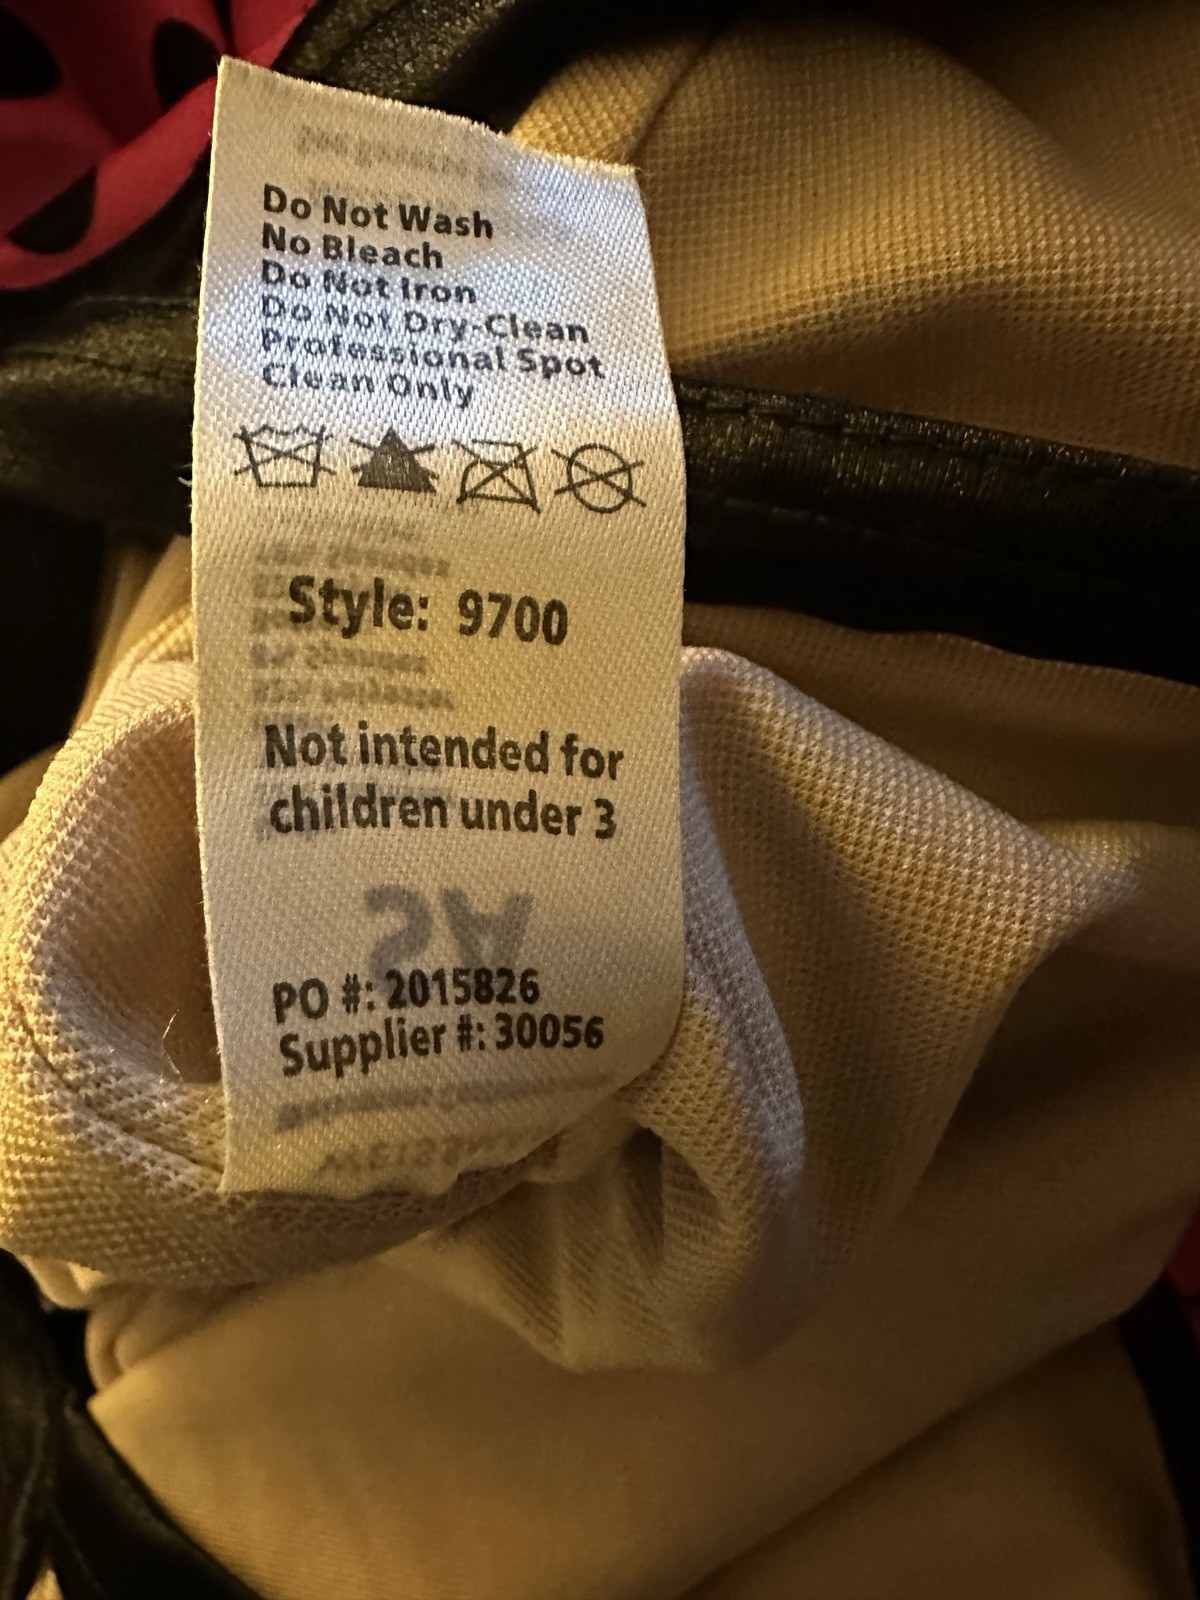 Do Not Wash
No Bleach
Do Not Iron
Do Not Dry-Clean
Professional Spot
Clean Only
Style: 9700
Not intended for
children under 3
PO #: 2015826
Supplier #: 30056